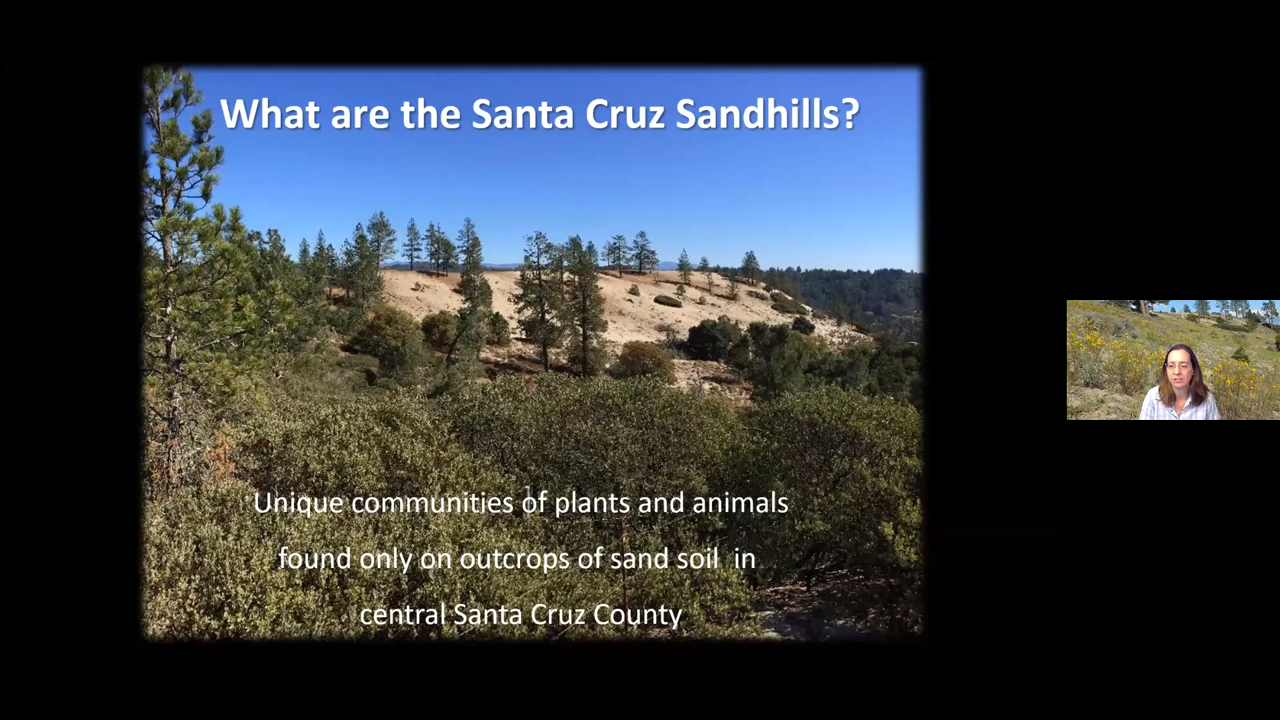 What are the Santa Cruz Sandhills?
Unique communities of plants and animals
found only on outcrops of sand soil in
central Santa Cruz County